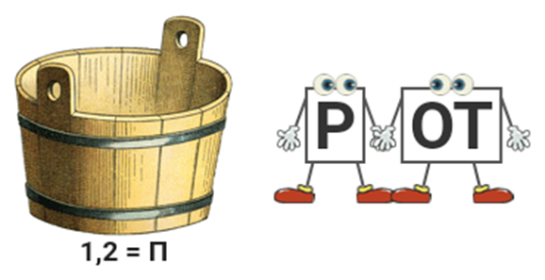 Р ОТ
1,2 = П